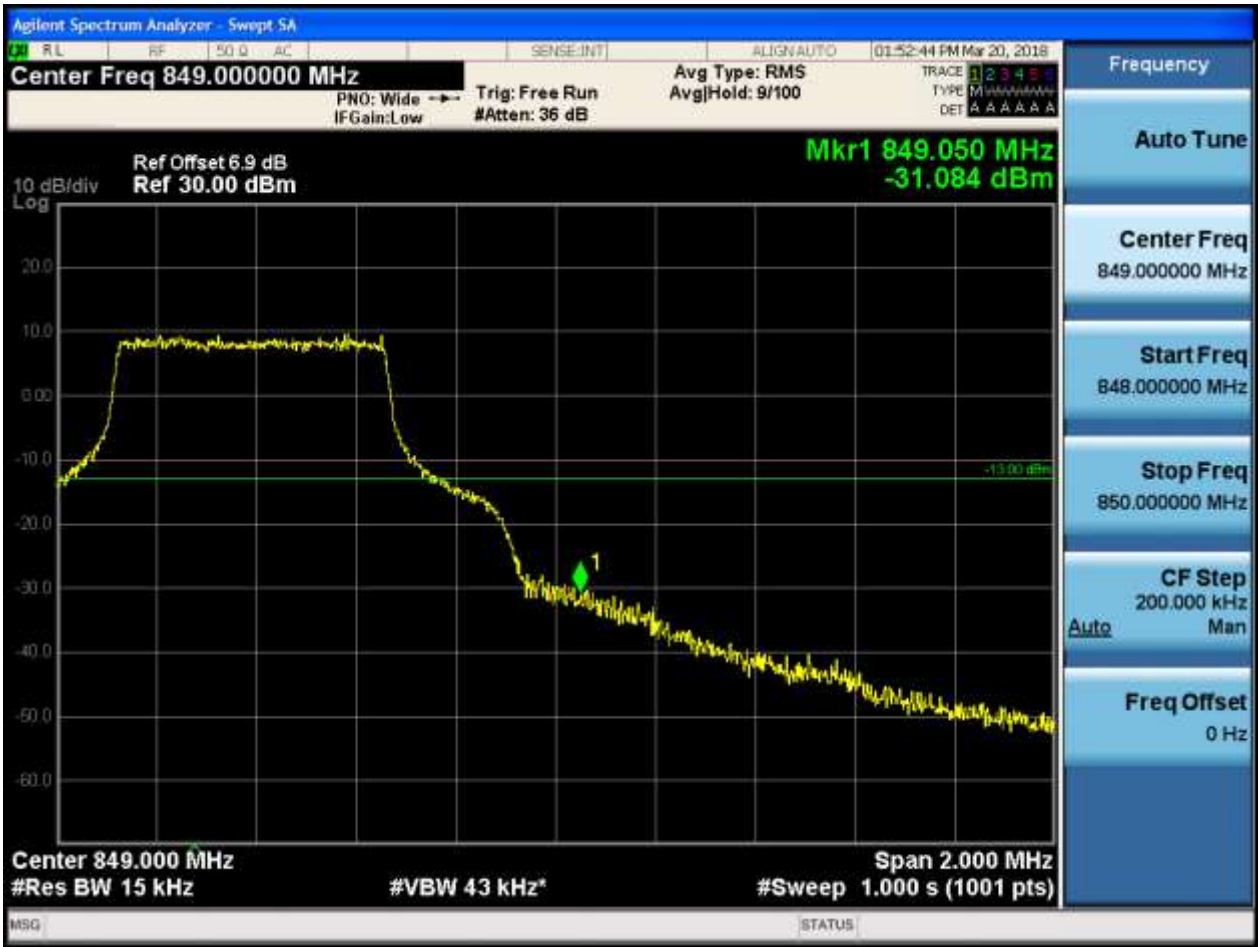 Agilent Spectrum Analyzer - Swept SA
RL RF 50 Ω AC SENSE:INT ALIGN AUTO 01:52:44 PM Mar 20, 2018
Center Freq 849.000000 MHz
PNO: Wide
IFGain:Low
Trig: Free Run
#Atten: 36 dB
Avg Type: RMS
Avg|Hold: 9/100
TRACE 1 2 3 4 5 6
TYPE M
DET A A A A A A
Mkr1 849.050 MHz
-31.084 dBm
Ref Offset 6.9 dB
10 dB/div Ref 30.00 dBm
Log
20.0
10.0
0.00
-10.0
-13.00 dBm
-20.0
1
-30.0
-40.0
-50.0
-60.0
Center 849.000 MHz Span 2.000 MHz
#Res BW 15 kHz #VBW 43 kHz* #Sweep 1.000 s (1001 pts)
MSG STATUS
Frequency
Auto Tune
Center Freq
849.000000 MHz
Start Freq
848.000000 MHz
Stop Freq
850.000000 MHz
CF Step
200.000 kHz
Auto Man
Freq Offset
0 Hz